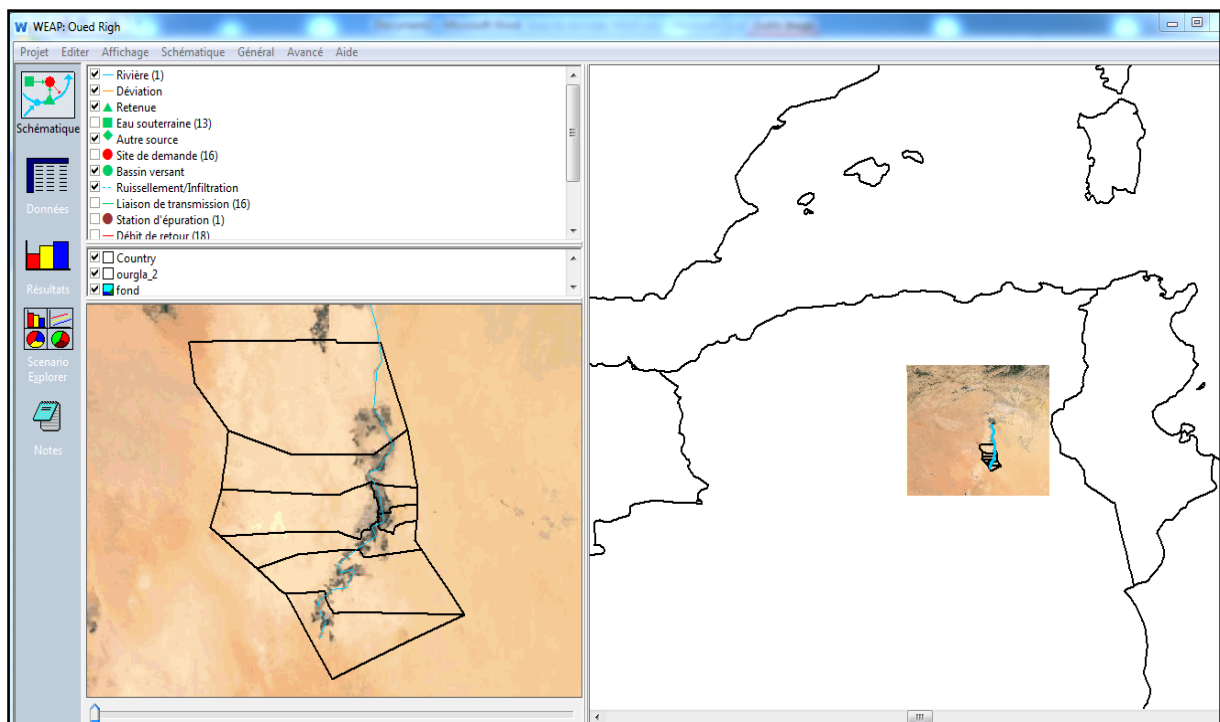 WEAP: Oued Righ
Projet Editer Affichage Schématique Général Avancé Aide
Schématique
Données
Résultats
Scenario
Explorer
Notes
Rivière (1)
Déviation
Retenue
Eau souterraine (13)
Autre source
Site de demande (16)
Bassin versant
Ruissellement/Infiltration
Liaison de transmission (16)
Station d'épuration (1)
Débit de retour (18)
Country
ourgla_2
fond